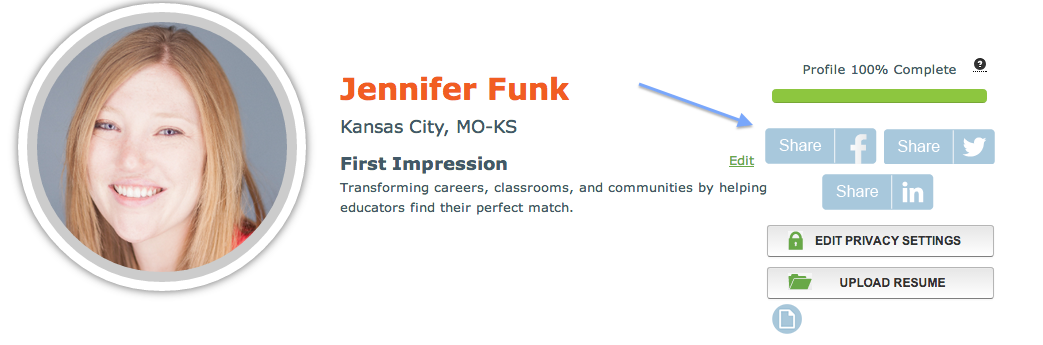 Profile 100% Complete ?
Jennifer Funk
Kansas City, MO-KS
Share f Share
First Impression Edit
Transforming careers, classrooms, and communities by helping
educators find their perfect match.
Share in
EDIT PRIVACY SETTINGS
UPLOAD RESUME